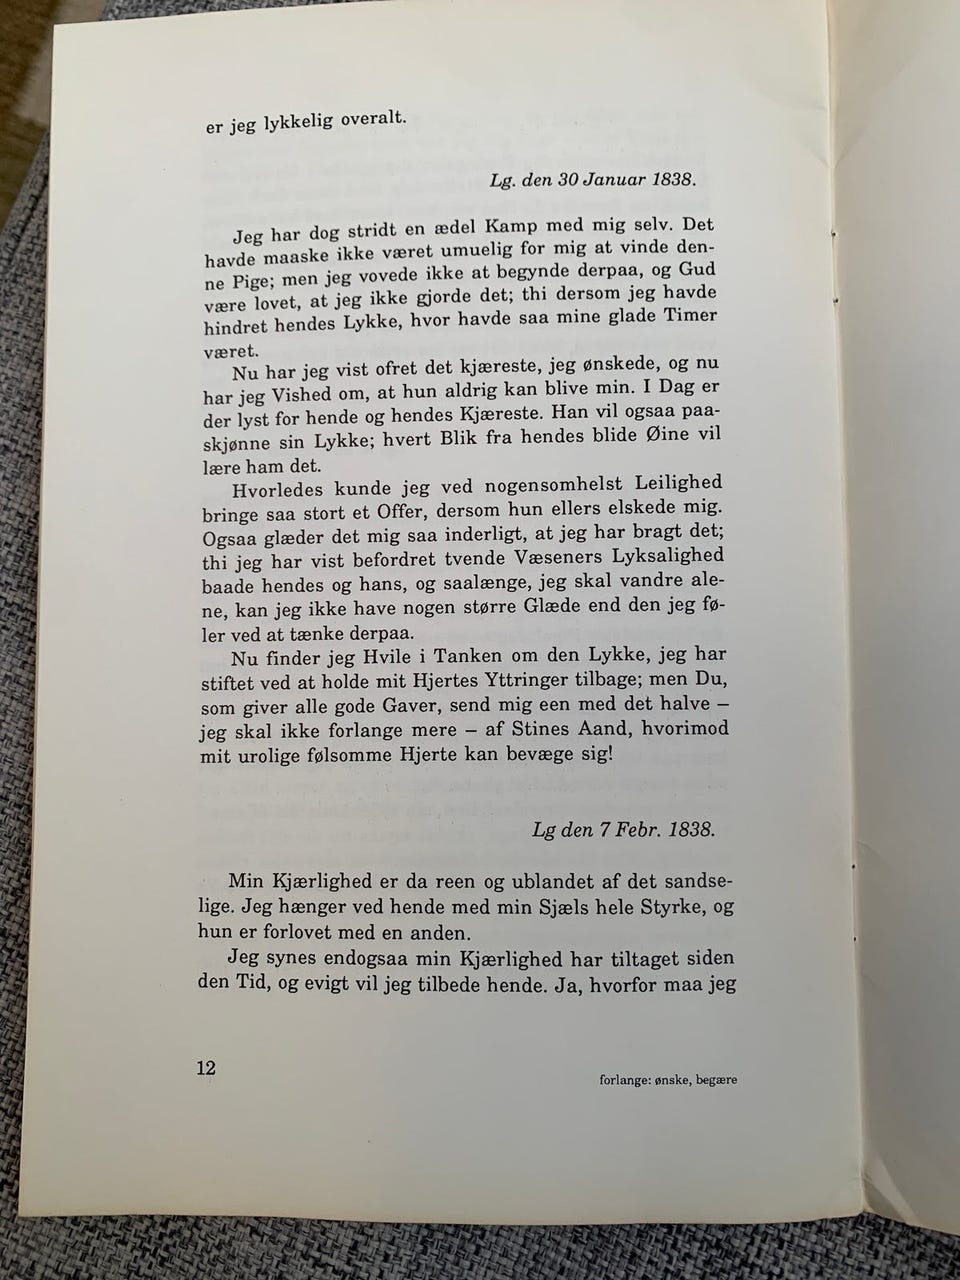 er jeg lykkelig overalt.
Lg. den 30 Januar 1838.
Jeg har dog stridt en ædel Kamp med mig selv. Det
havde maaske ikke været umuelig for mig at vinde den-
ne Pige; men jeg vovede ikke at begynde derpaa, og Gud
være lovet, at jeg ikke gjorde det; thi dersom jeg havde
hindret hendes Lykke, hvor havde saa mine glade Timer
været.
Nu har jeg vist ofret det kjæreste, jeg ønskede, og nu
har jeg Vished om, at hun aldrig kan blive min. I Dag er
der lyst for hende og hendes Kjæreste. Han vil ogsaa paa-
skjønne sin Lykke; hvert Blik fra hendes blide Øine vil
lære ham det.
Hvorledes kunde jeg ved nogensomhelst Leilighed
bringe saa stort et Offer, dersom hun ellers elskede mig.
Ogsaa glæder det mig saa inderligt, at jeg har bragt det;
thi jeg har vist befordret tvende Væseners Lyksalighed
baade hendes og hans, og saalænge, jeg skal vandre ale-
ne, kan jeg ikke have nogen større Glæde end den jeg fø-
ler ved at tænke derpaa.
Nu finder jeg Hvile i Tanken om den Lykke, jeg har
stiftet ved at holde mit Hjertes Yttringer tilbage; men Du,
som giver alle gode Gaver, send mig een med det halve –
jeg skal ikke forlange mere – af Stines Aand, hvorimod
mit urolige følsomme Hjerte kan bevæge sig!
Lg den 7 Febr. 1838.
Min Kjærlighed er da reen og ublandet af det sandse-
lige. Jeg hænger ved hende med min Sjæls hele Styrke, og
hun er forlovet med en anden.
Jeg synes endogsaa min Kjærlighed har tiltaget siden
den Tid, og evigt vil jeg tilbede hende. Ja, hvorfor maa jeg
12
forlange: ønske, begære